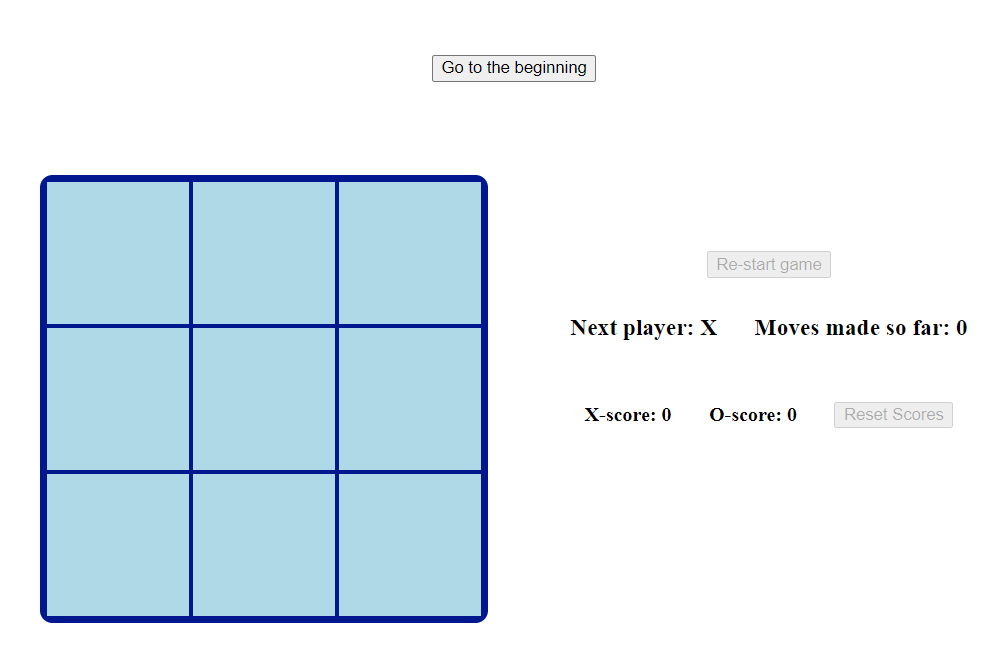 Go to the beginning
Re-start game
Next player: X Moves made so far: 0
X-score: 0 O-score: 0 Reset Scores